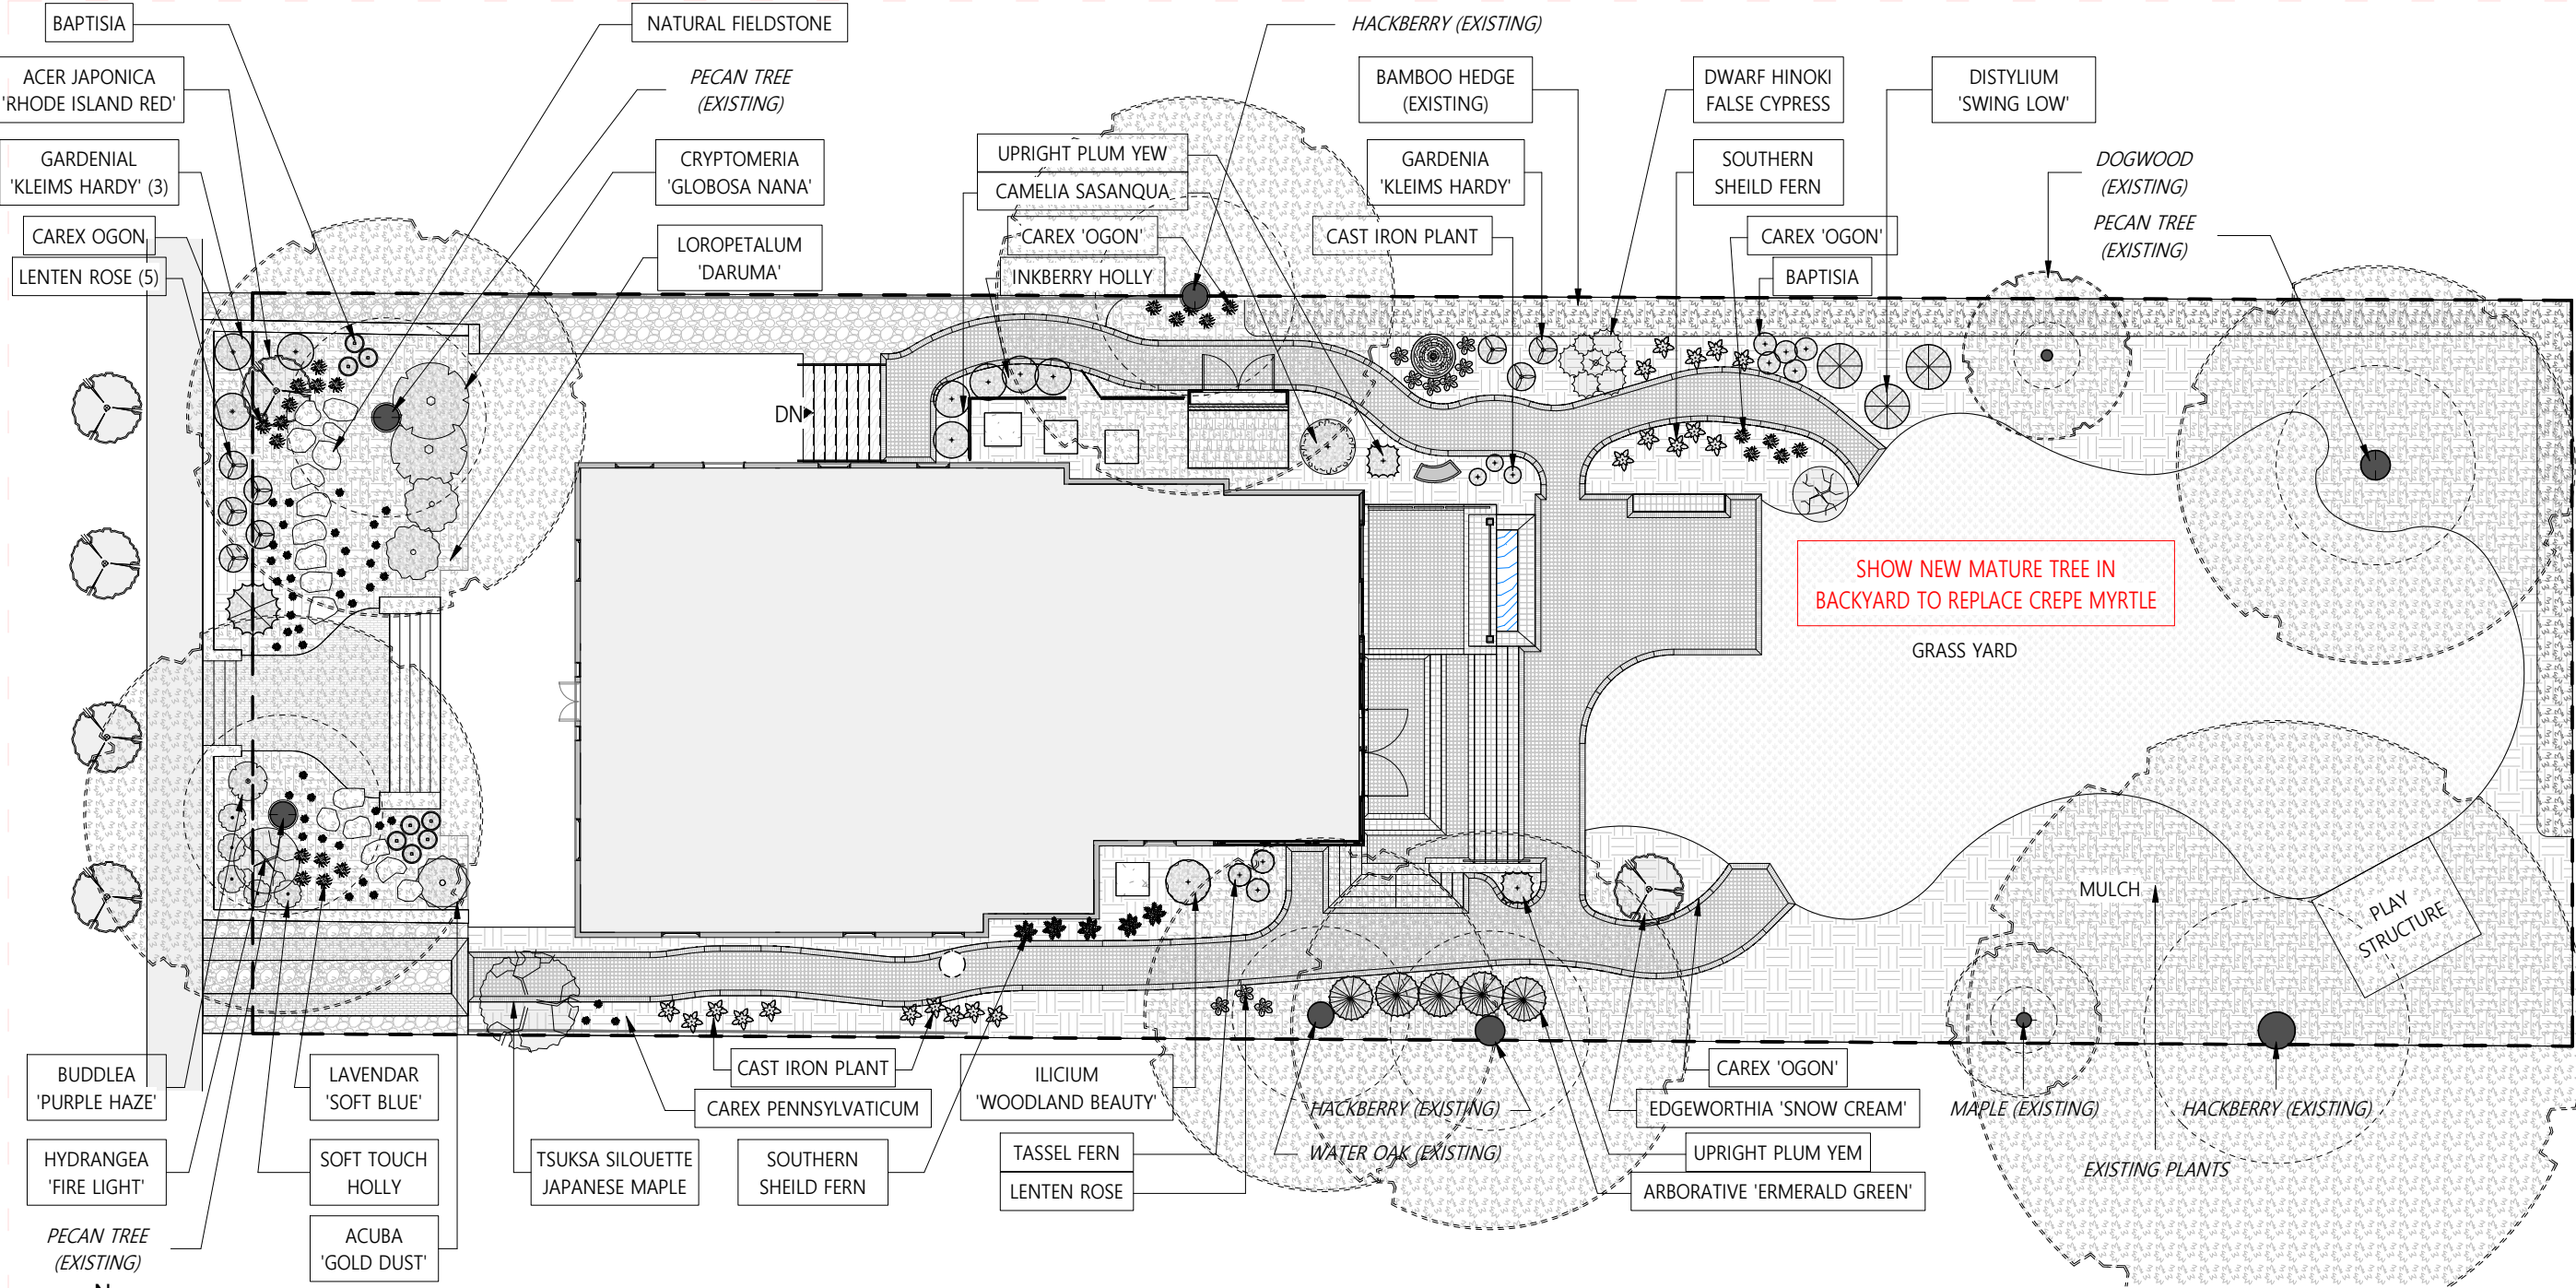 BAPTISIA
NATURAL FIELDSTONE
HACKBERRY (EXISTING)
ACER JAPONICA
'RHODE ISLAND RED'
PECAN TREE
(EXISTING)
BAMBOO HEDGE
(EXISTING)
DWARF HINOKI
FALSE CYPRESS
DISTYLIUM
'SWING LOW'
GARDENIAL
'KLEIMS HARDY' (3)
CRYPTOMERIA
'GLOBOSA NANA'
UPRIGHT PLUM YEW
CAMELIA SASANQUA
GARDENIA
'KLEIMS HARDY'
SOUTHERN
SHEILD FERN
DOGWOOD
(EXISTING)
CAREX OGON
LENTEN ROSE (5)
LOROPETALUM
'DARUMA'
CAREX 'OGON'
INKBERRY HOLLY
CAST IRON PLANT
CAREX 'OGON'
BAPTISIA
PECAN TREE
(EXISTING)
DN
SHOW NEW MATURE TREE IN
BACKYARD TO REPLACE CREPE MYRTLE
GRASS YARD
MULCH
PLAY
STRUCTURE
BUDDLEA
'PURPLE HAZE'
LAVENDAR
'SOFT BLUE'
CAST IRON PLANT
CAREX PENNSYLVATICUM
ILICIUM
'WOODLAND BEAUTY'
HACKBERRY (EXISTING)
CAREX 'OGON'
EDGEWORTHIA 'SNOW CREAM'
MAPLE (EXISTING)
HACKBERRY (EXISTING)
HYDRANGEA
'FIRE LIGHT'
SOFT TOUCH
HOLLY
TSUKSA SILOUETTE
JAPANESE MAPLE
SOUTHERN
SHEILD FERN
TASSEL FERN
LENTEN ROSE
WATER OAK (EXISTING)
UPRIGHT PLUM YEM
ARBORATIVE 'ERMERALD GREEN'
EXISTING PLANTS
PECAN TREE
(EXISTING)
ACUBA
'GOLD DUST'